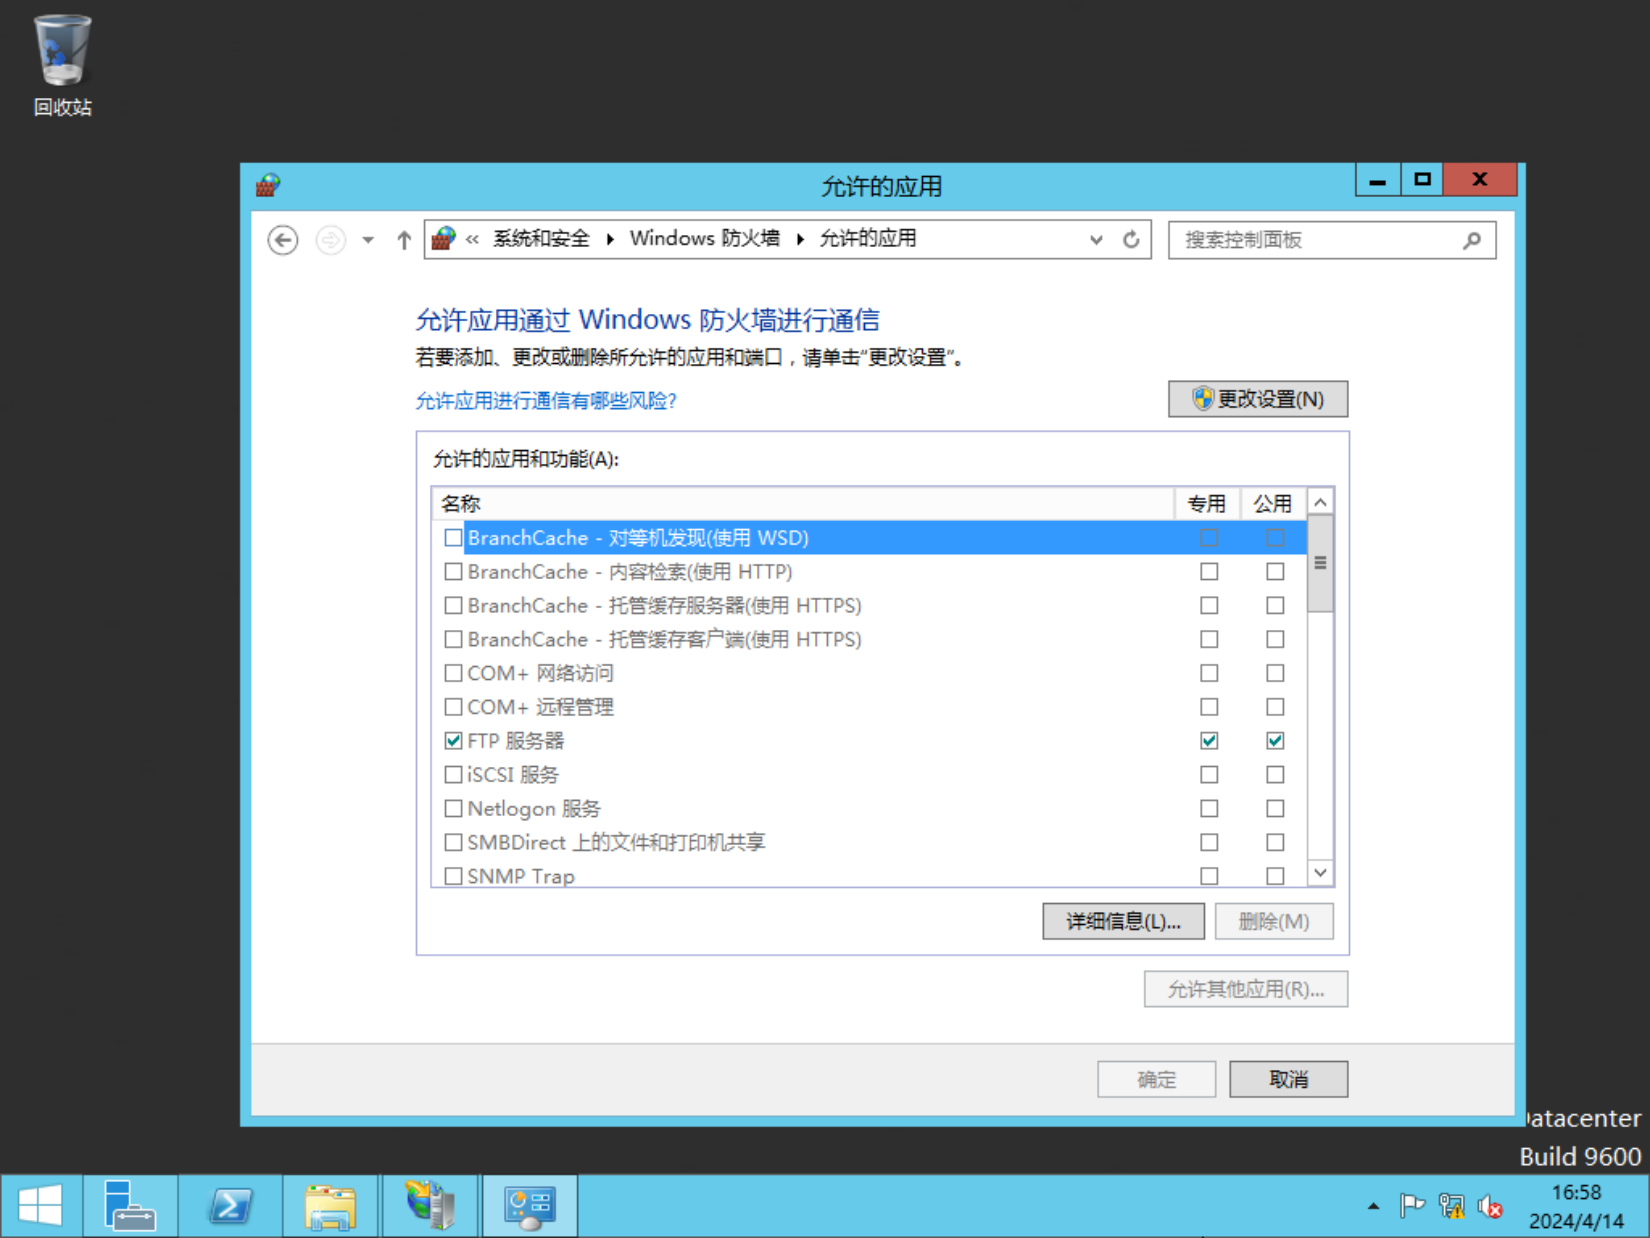 回收站
允许的应用
« 系统和安全 ▸ Windows 防火墙 ▸ 允许的应用
搜索控制面板
允许应用通过 Windows 防火墙进行通信
若要添加、更改或删除所允许的应用和端口，请单击"更改设置"。
允许应用进行通信有哪些风险?
更改设置(N)
允许的应用和功能(A):
名称 专用 公用
BranchCache - 对等机发现(使用 WSD)
BranchCache - 内容检索(使用 HTTP)
BranchCache - 托管缓存服务器(使用 HTTPS)
BranchCache - 托管缓存客户端(使用 HTTPS)
COM+ 网络访问
COM+ 远程管理
FTP 服务器
iSCSI 服务
Netlogon 服务
SMBDirect 上的文件和打印机共享
SNMP Trap
详细信息(L)... 删除(M)
允许其他应用(R)...
确定 取消
atacenter
Build 9600
16:58
2024/4/14